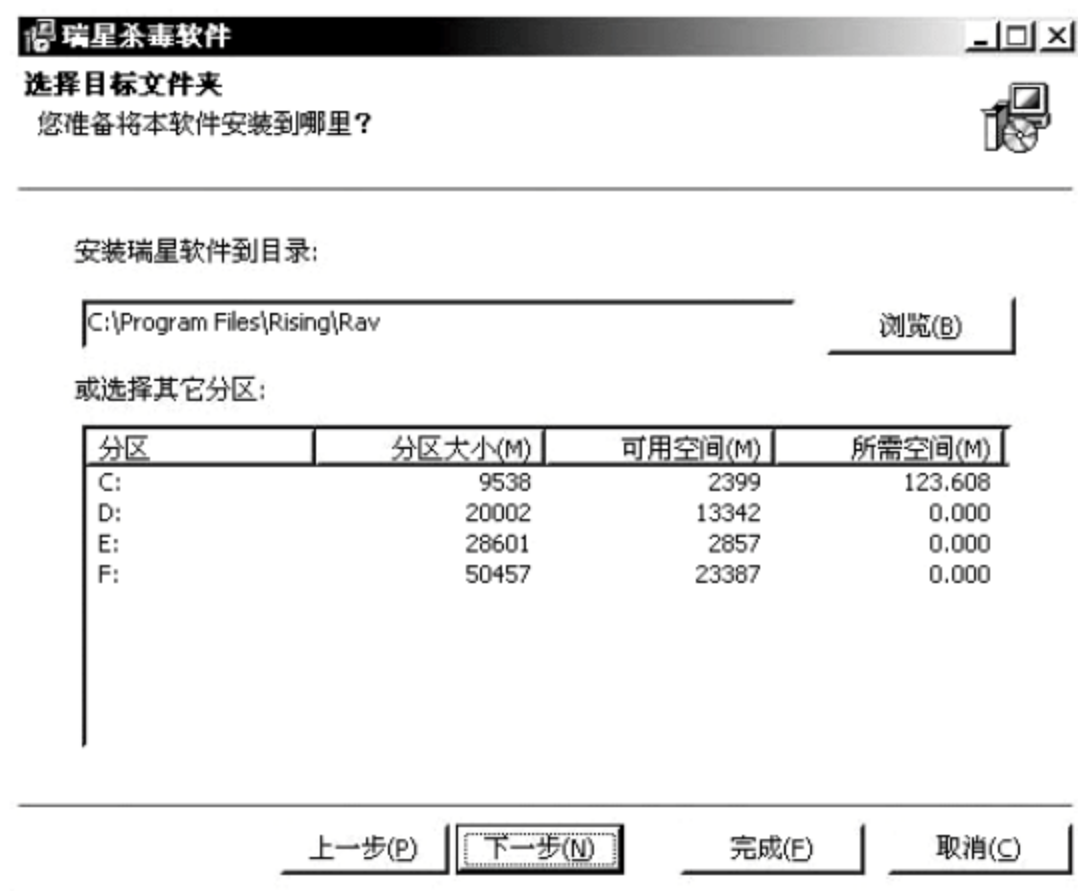 瑞星杀毒软件
选择目标文件夹
您准备将本软件安装到哪里?
安装瑞星软件到目录:
C:\Program Files\Rising\Rav
浏览(B)
或选择其它分区:
分区 分区大小(M) 可用空间(M) 所需空间(M)
C: 9538 2399 123.608
D: 20002 13342 0.000
E: 28601 2857 0.000
F: 50457 23387 0.000
上一步(P) 下一步(N) 完成(F) 取消(C)